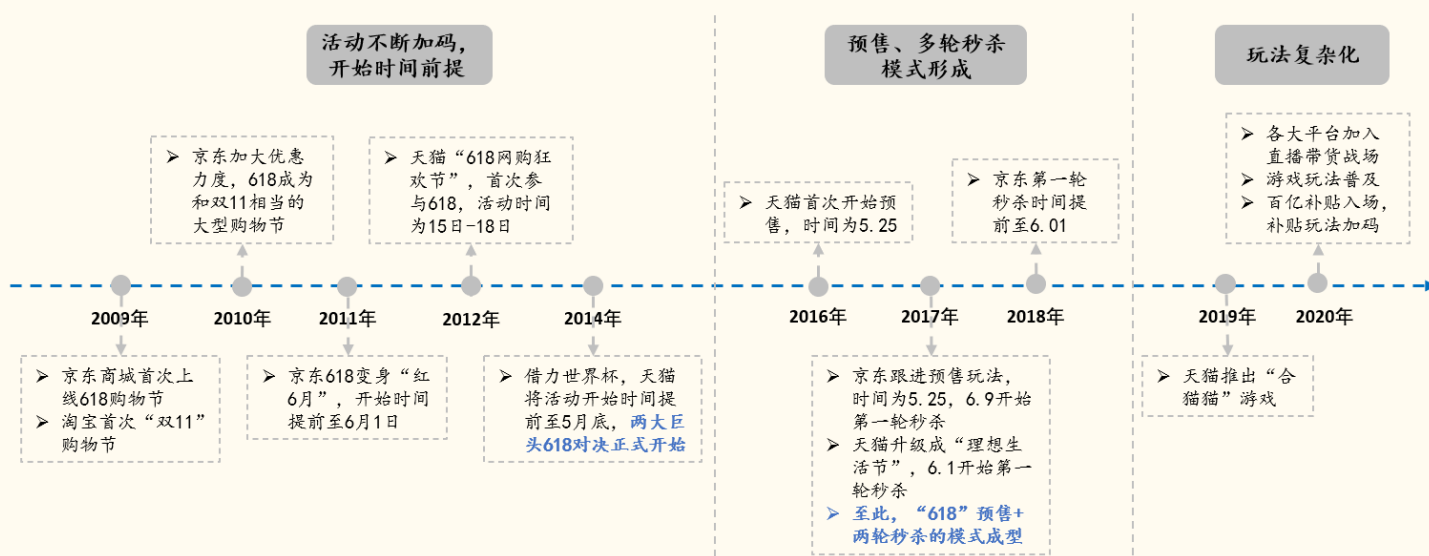 活动不断加码，
开始时间前提
预售、多轮秒杀
模式形成
玩法复杂化
➢ 京东加大优惠
力度，618成为
和双11相当的
大型购物节
➢ 天猫“618网购狂
欢节”，首次参
与618，活动时间
为15日-18日
➢ 天猫首次开始预
售，时间为5.25
➢ 京东第一轮
秒杀时间提
前至6.01
➢ 各大平台加入
直播带货战场
➢ 游戏玩法普及
➢ 百亿补贴入场，
补贴玩法加码
2009年
2010年
2011年
2012年
2014年
2016年
2017年
2018年
2019年
2020年
➢ 京东商城首次上
线618购物节
➢ 淘宝首次“双11”
购物节
➢ 京东618变身“红
6月”，开始时间
提前至6月1日
➢ 借力世界杯，天猫
将活动开始时间提
前至5月底，两大巨
头618对决正式开始
➢ 京东跟进预售玩法，
时间为5.25，6.9开始
第一轮秒杀
➢ 天猫升级成“理想生
活节”，6.1开始第一
轮秒杀
➢ 至此，“618”预售+
两轮秒杀的模式成型
➢ 天猫推出“合
猫猫”游戏